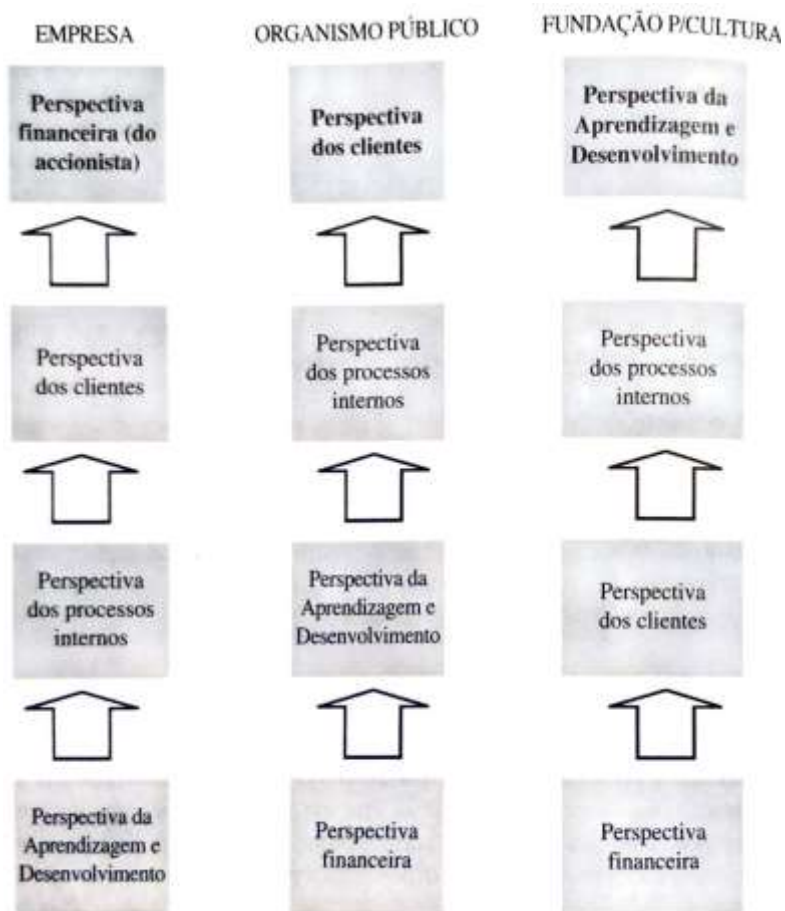 EMPRESA
ORGANISMO PÚBLICO
FUNDAÇÃO P/CULTURA
Perspectiva
financeira (do
accionista)
Perspectiva
dos clientes
Perspectiva da
Aprendizagem e
Desenvolvimento
Perspectiva
dos clientes
Perspectiva
dos processos
internos
Perspectiva
dos processos
internos
Perspectiva
dos processos
internos
Perspectiva da
Aprendizagem e
Desenvolvimento
Perspectiva
dos clientes
Perspectiva da
Aprendizagem e
Desenvolvimento
Perspectiva
financeira
Perspectiva
financeira